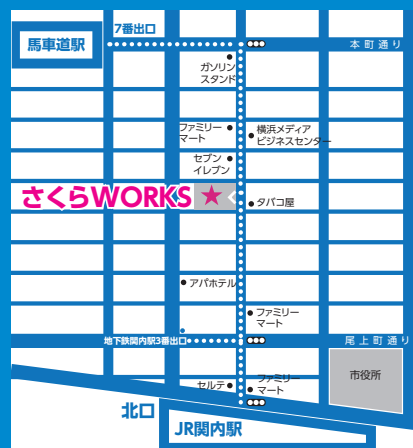 7番出口
馬車道駅
本町通り
ガソリン
スタンド
ファミリー
マート
横浜メディア
ビジネスセンター
セブン
イレブン
さくらWORKS
タバコ屋
アパホテル
ファミリー
マート
地下鉄関内駅3番出口
尾上町通り
市役所
セルテ
ファミリー
マート
北口
JR関内駅